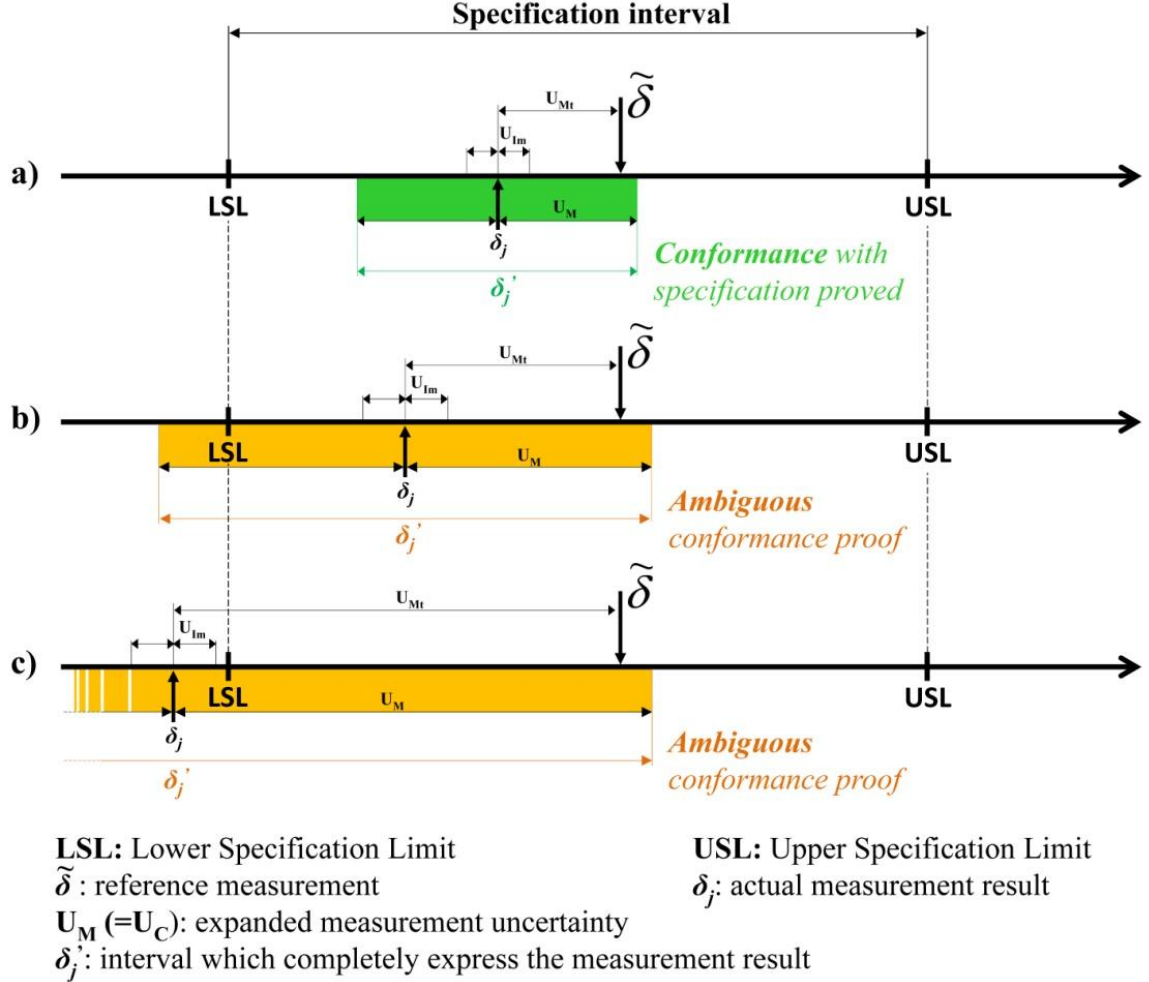 Specification interval
δ̃
U_Mt
U_Im
a)
LSL
U_M
USL
δ_j
Conformance with
δ_j’
specification proved
δ̃
U_Mt
U_Im
b)
LSL
U_M
USL
δ_j
Ambiguous
δ_j’
conformance proof
δ̃
U_Mt
U_Im
c)
LSL
U_M
USL
δ_j
Ambiguous
δ_j’
conformance proof
LSL: Lower Specification Limit
USL: Upper Specification Limit
δ̃ : reference measurement
δ_j: actual measurement result
U_M (=U_C): expanded measurement uncertainty
δ_j’: interval which completely express the measurement result